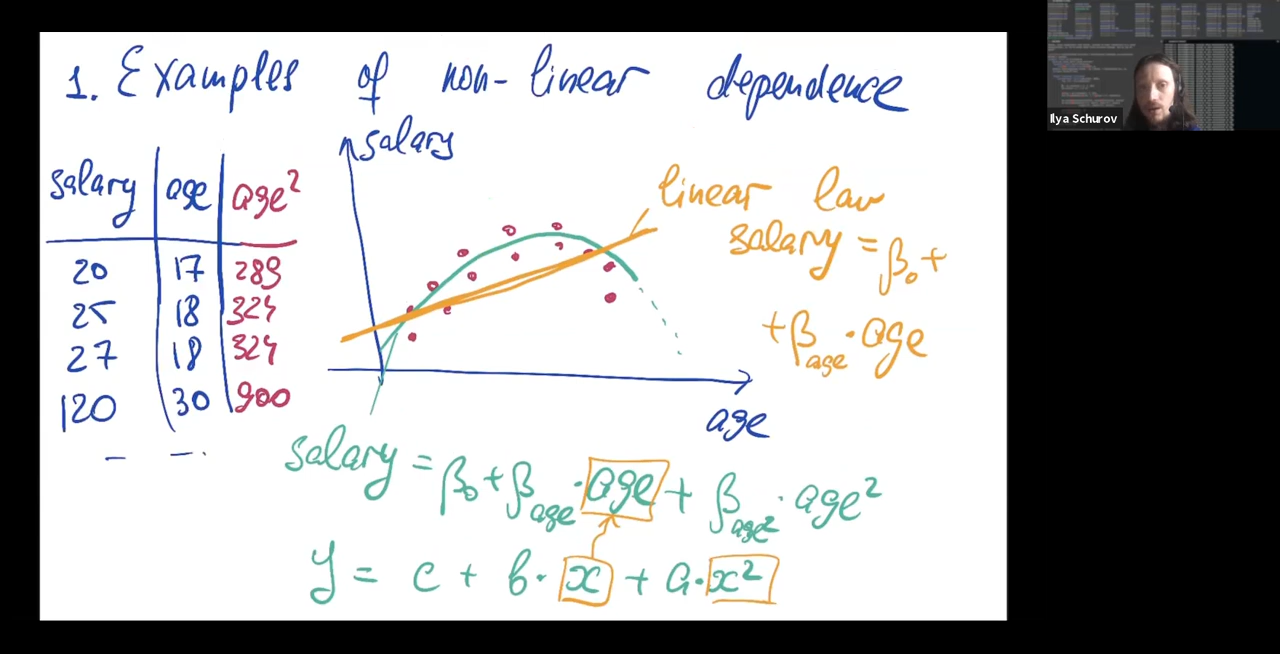 1. Examples of non-linear dependence
Ilya Schurov
salary
salary age age²
20 17 289
25 18 324
27 18 324
120 30 900
linear law
salary = β₀ +
+ β_age · age
age
salary = β₀ + β_age · age + β_age² · age²
y = c + b · x + a · x²